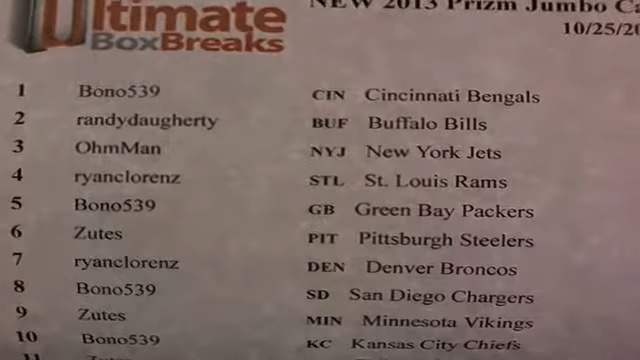 Ultimate
BoxBreaks
NEW 2013 Prizm Jumbo
10/25/20
1 Bono539 CIN Cincinnati Bengals
2 randydaugherty BUF Buffalo Bills
3 OhmMan NYJ New York Jets
4 ryanclorenz STL St. Louis Rams
5 Bono539 GB Green Bay Packers
6 Zutes PIT Pittsburgh Steelers
7 ryanclorenz DEN Denver Broncos
8 Bono539 SD San Diego Chargers
9 Zutes MIN Minnesota Vikings
10 Bono539 KC Kansas City Chiefs
11 Zutes